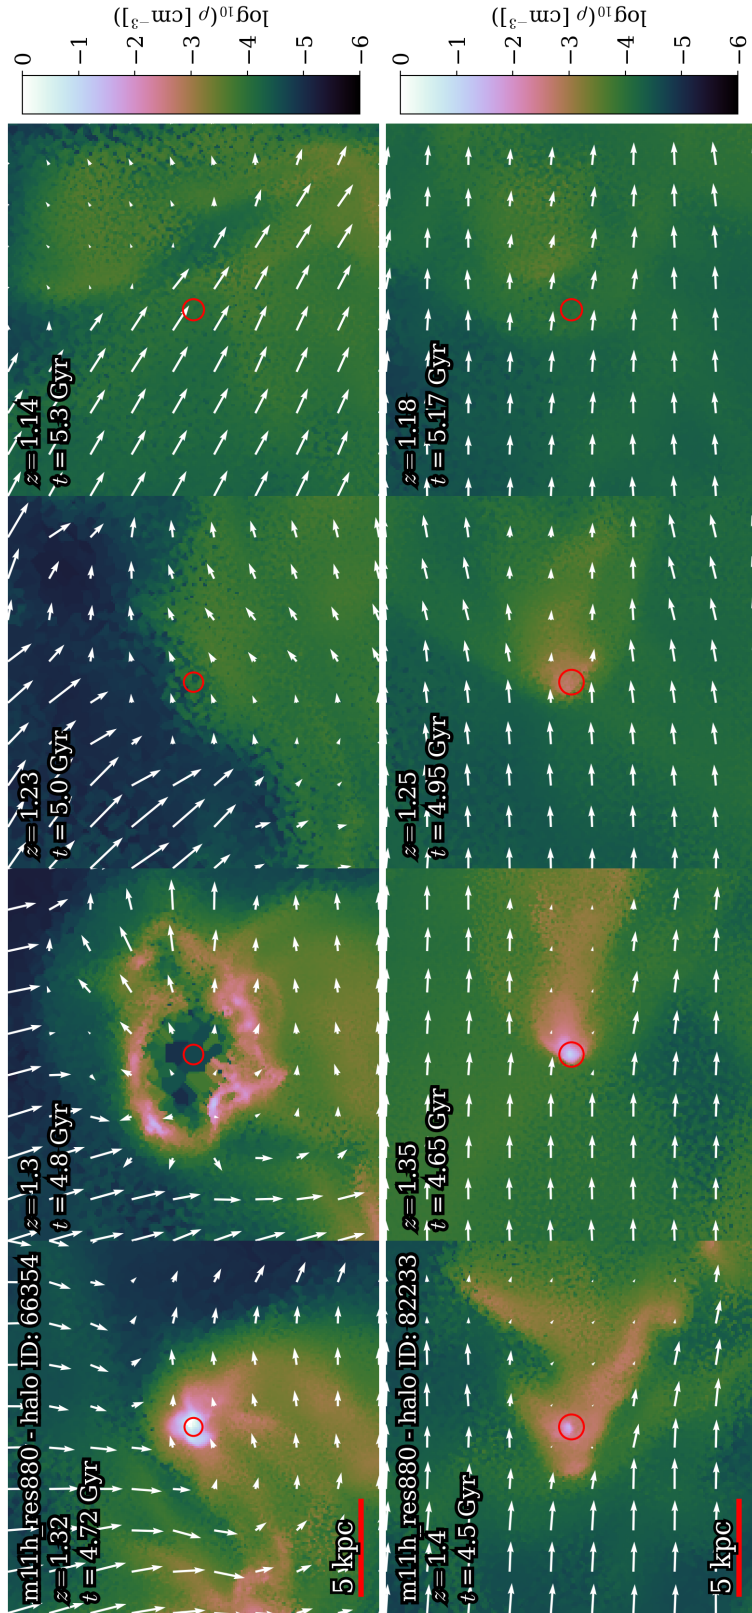 m11h_res880 - halo ID: 66354
z = 1.32
t = 4.72 Gyr
5 kpc
z = 1.3
t = 4.8 Gyr
z = 1.23
t = 5.0 Gyr
z = 1.14
t = 5.3 Gyr
0
−1
−2
−3
−4
−5
−6
log₁₀(ρ [cm⁻³])
m11h_res880 - halo ID: 82233
z = 1.4
t = 4.5 Gyr
5 kpc
z = 1.35
t = 4.65 Gyr
z = 1.25
t = 4.95 Gyr
z = 1.18
t = 5.17 Gyr
0
−1
−2
−3
−4
−5
−6
log₁₀(ρ [cm⁻³])